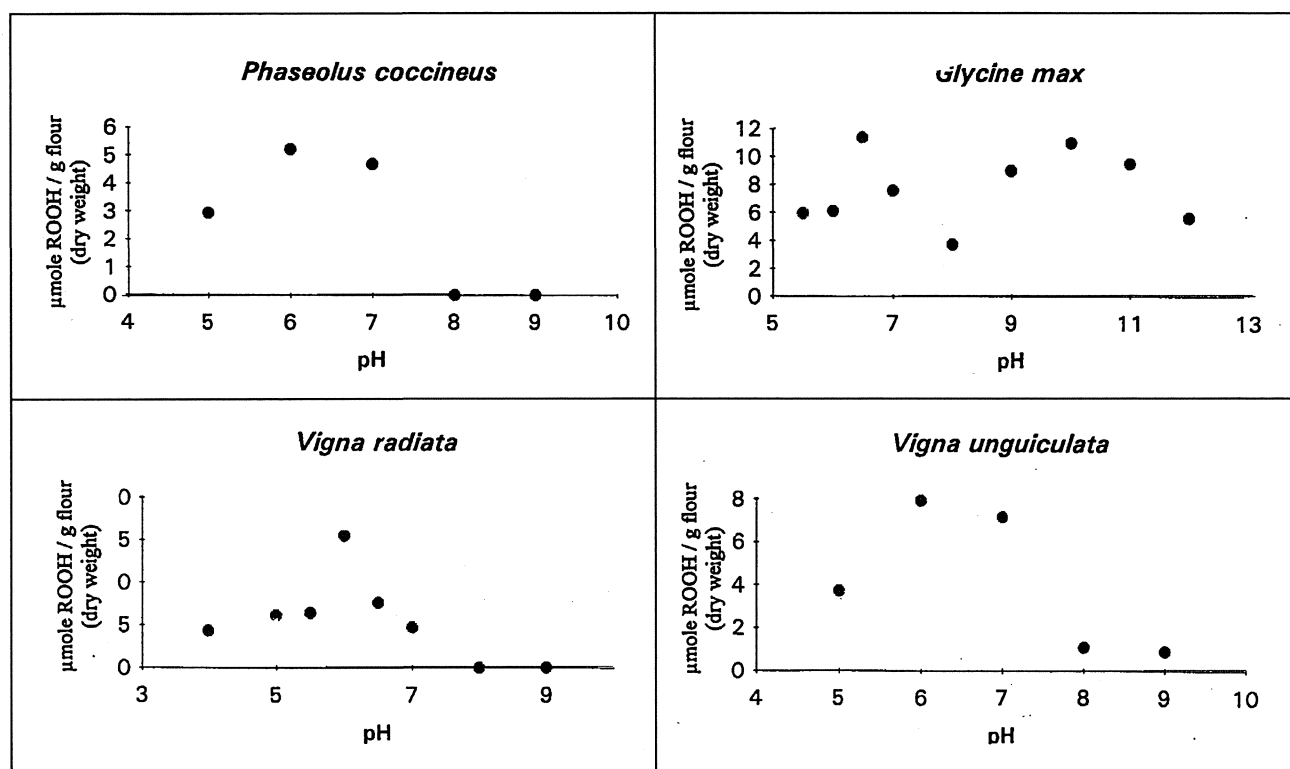 Phaseolus coccineus
µmole ROOH / g flour
(dry weight)
6
5
4
3
2
1
0
4 5 6 7 8 9 10
pH
Glycine max
µmole ROOH / g flour
(dry weight)
12
10
8
6
4
2
0
5 7 9 11 13
pH
Vigna radiata
µmole ROOH / g flour
(dry weight)
0
5
0
5
0
3 5 7 9
pH
Vigna unguiculata
µmole ROOH / g flour
(dry weight)
8
6
4
2
0
4 5 6 7 8 9 10
pH